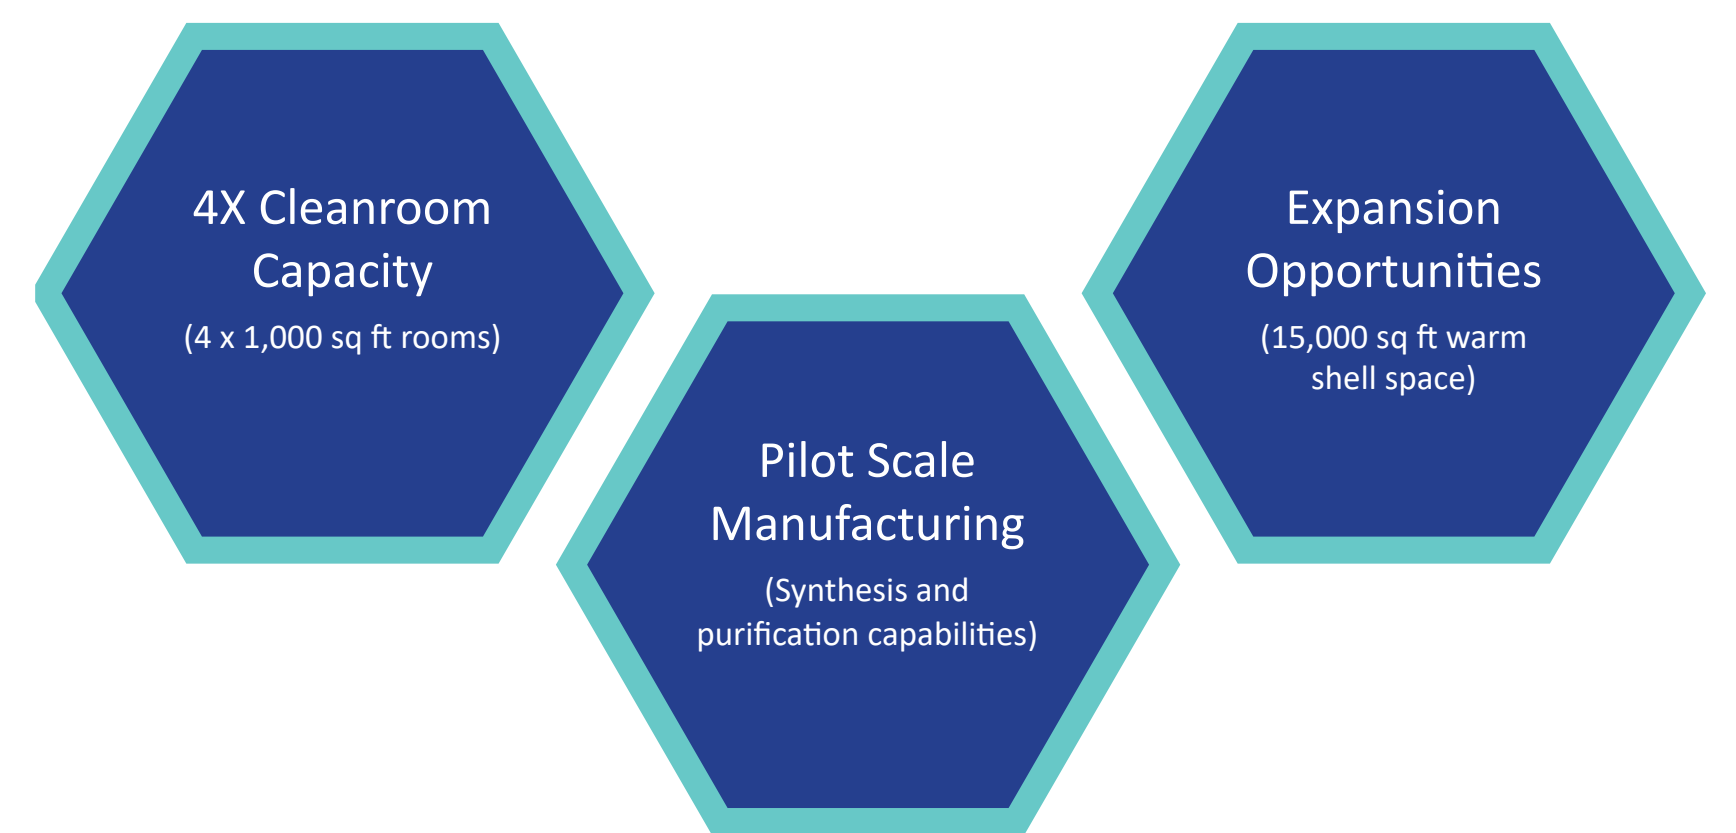 4X Cleanroom
Capacity
(4 x 1,000 sq ft rooms)
Pilot Scale
Manufacturing
(Synthesis and
purification capabilities)
Expansion
Opportunities
(15,000 sq ft warm
shell space)